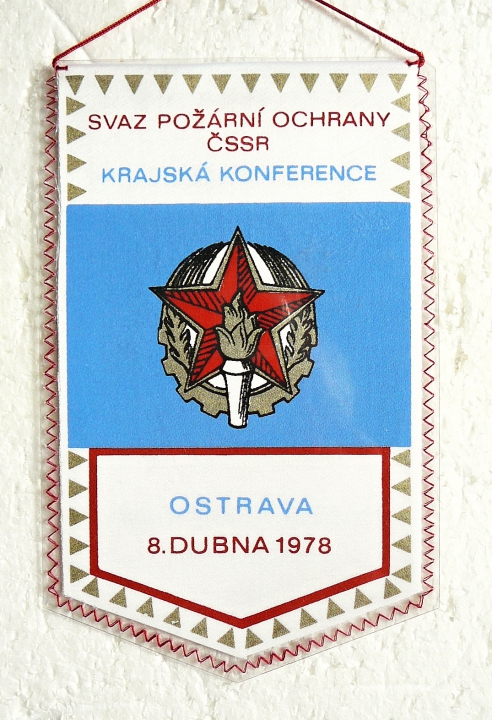 SVAZ POŽÁRNÍ OCHRANY
ČSSR
KRAJSKÁ KONFERENCE
OSTRAVA
8. DUBNA 1978